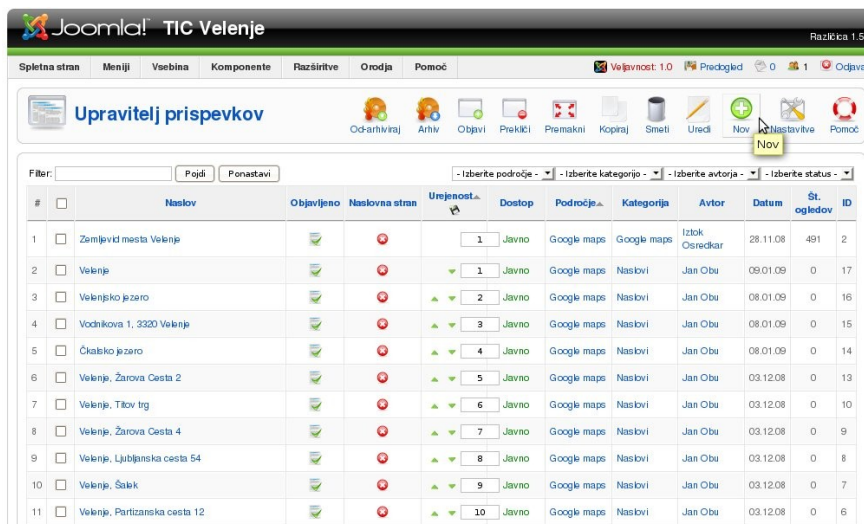 Joomla! TIC Velenje
Različica 1.5
Spletna stran Meniji Vsebina Komponente Razširitve Orodja Pomoč Veljavnost: 1.0 Predogled 0 1 Odjava
Upravitelj prispevkov
Od-arhiviraj Arhiv Objavi Prekliči Premakni Kopiraj Smeti Uredi Nov Nastavitve Pomoč
Nov
Filter: Pojdi Ponastavi - Izberite področje - - Izberite kategorijo - - Izberite avtorja - - Izberite status -
# Naslov Objavljeno Naslovna stran Urejenost Dostop Področje Kategorija Avtor Datum Št. ogledov ID
1 Zemljevid mesta Velenje 1 Javno Google maps Google maps Iztok Osredkar 28.11.08 491 2
2 Velenje 1 Javno Google maps Naslovi Jan Obu 09.01.09 0 17
3 Velenjsko jezero 2 Javno Google maps Naslovi Jan Obu 08.01.09 0 16
4 Vodnikova 1, 3320 Velenje 3 Javno Google maps Naslovi Jan Obu 08.01.09 0 15
5 Škalsko jezero 4 Javno Google maps Naslovi Jan Obu 08.01.09 0 14
6 Velenje, Žarova Cesta 2 5 Javno Google maps Naslovi Jan Obu 03.12.08 0 13
7 Velenje, Titov trg 6 Javno Google maps Naslovi Jan Obu 03.12.08 0 10
8 Velenje, Žarova Cesta 4 7 Javno Google maps Naslovi Jan Obu 03.12.08 0 9
9 Velenje, Ljubljanska cesta 54 8 Javno Google maps Naslovi Jan Obu 03.12.08 0 8
10 Velenje, Šalek 9 Javno Google maps Naslovi Jan Obu 03.12.08 0 7
11 Velenje, Partizanska cesta 12 10 Javno Google maps Naslovi Jan Obu 03.12.08 0 6